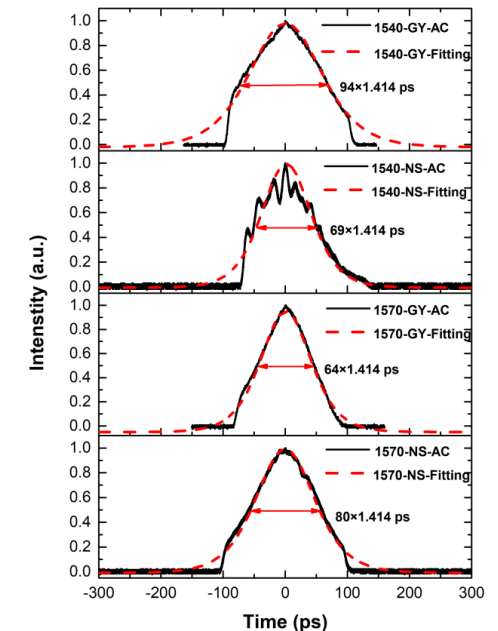 1.0
0.8
0.6
0.4
0.2
0.0
1540-GY-AC
1540-GY-Fitting
94×1.414 ps
1.0
0.8
0.6
0.4
0.2
0.0
1540-NS-AC
1540-NS-Fitting
69×1.414 ps
1.0
0.8
0.6
0.4
0.2
0.0
1570-GY-AC
1570-GY-Fitting
64×1.414 ps
1.0
0.8
0.6
0.4
0.2
0.0
1570-NS-AC
1570-NS-Fitting
80×1.414 ps
Intenstity (a.u.)
-300 -200 -100 0 100 200 300
Time (ps)